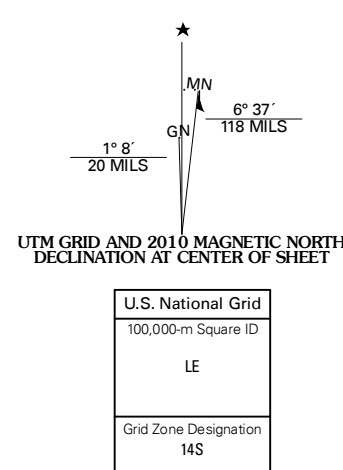 ★
MN
GN
6° 37´
118 MILS
1° 8´
20 MILS
UTM GRID AND 2010 MAGNETIC NORTH
DECLINATION AT CENTER OF SHEET
U.S. National Grid
100,000-m Square ID
LE
Grid Zone Designation
14S